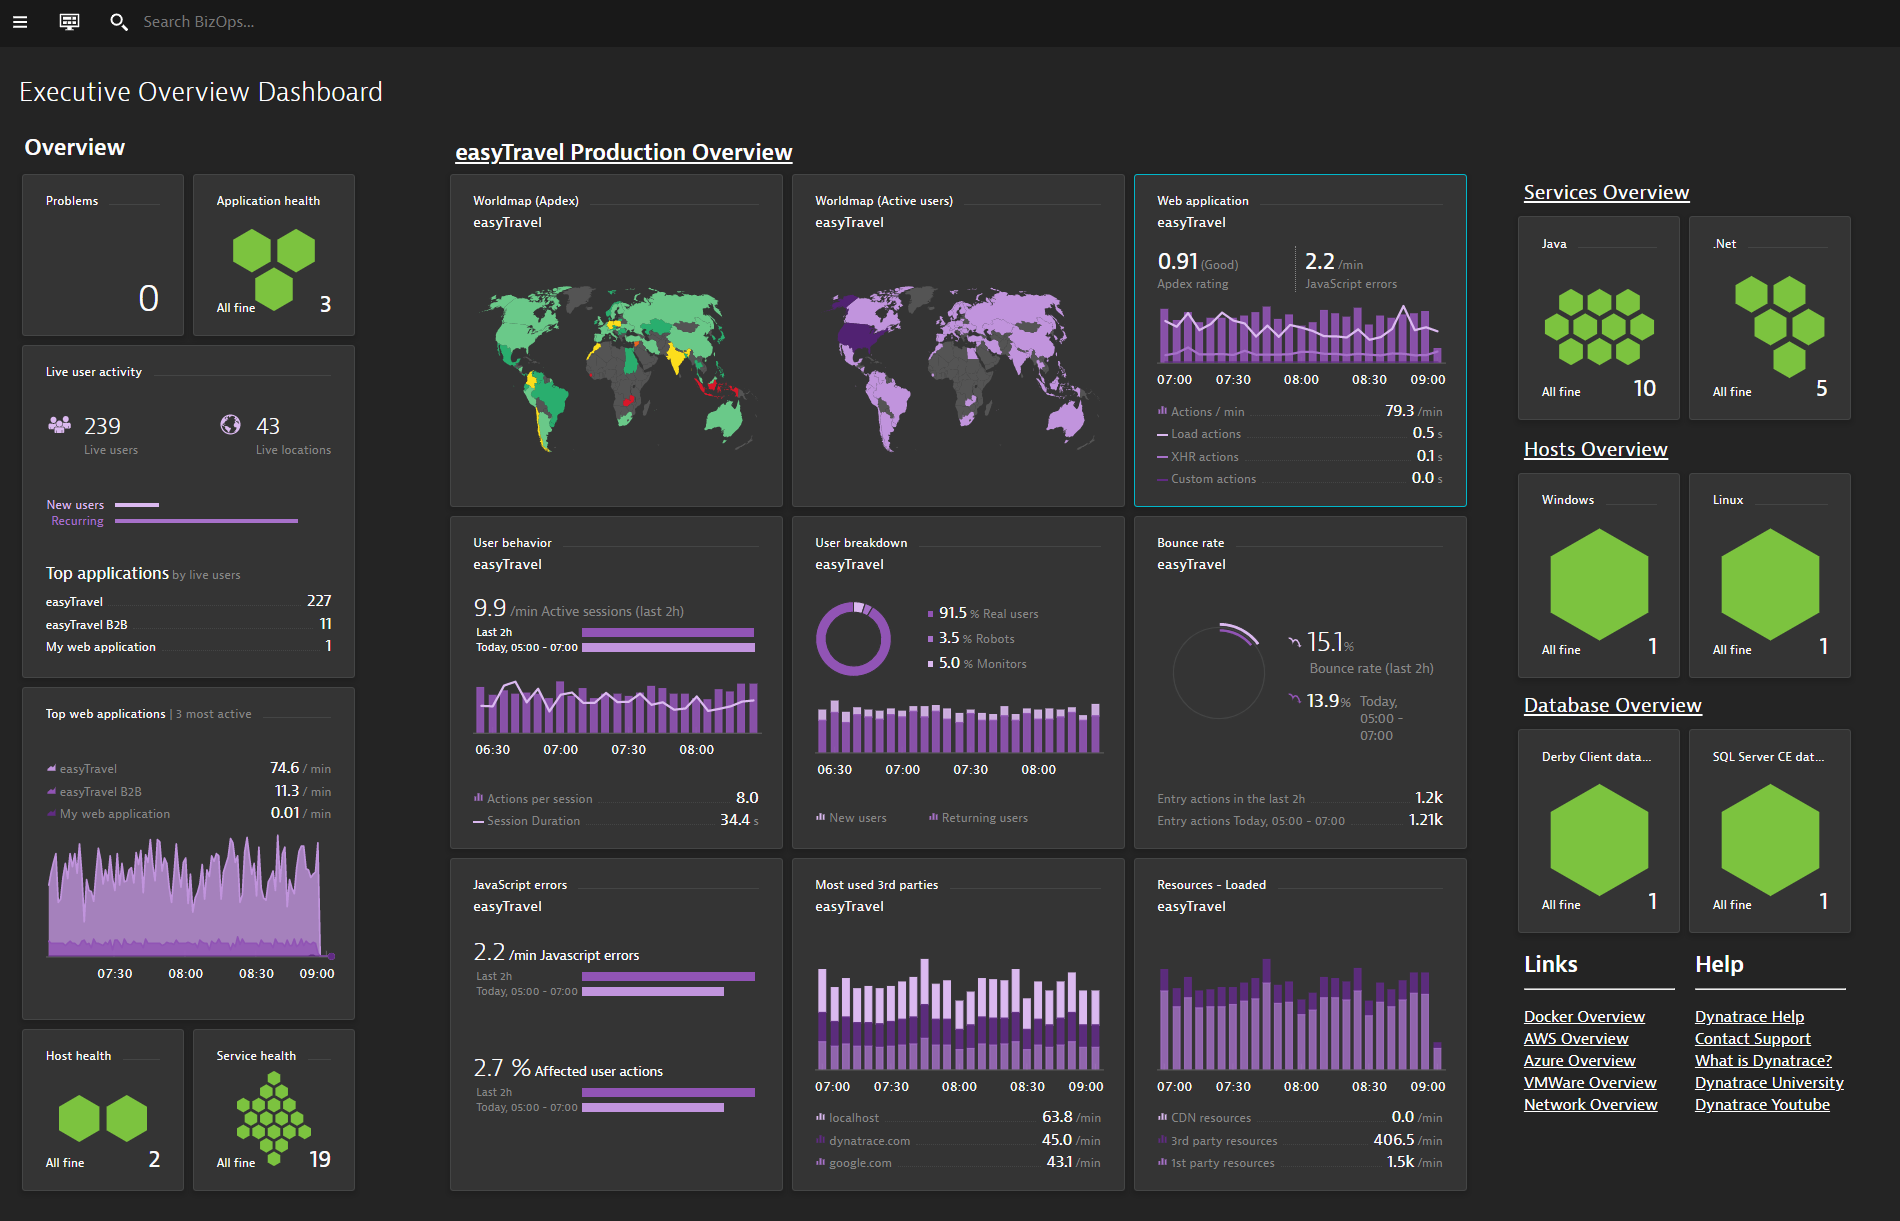 Search BizOps...
Executive Overview Dashboard
Overview
Problems
0
Application health
All fine
3
Live user activity
239
Live users
43
Live locations
New users
Recurring
Top applications by live users
easyTravel 227
easyTravel B2B 11
My web application 1
Top web applications | 3 most active
easyTravel 74.6 / min
easyTravel B2B 11.3 / min
My web application 0.01 / min
07:30 08:00 08:30 09:00
Host health
All fine
2
Service health
All fine
19
easyTravel Production Overview
Worldmap (Apdex)
easyTravel
Worldmap (Active users)
easyTravel
Web application
easyTravel
0.91 (Good)
Apdex rating
2.2 /min
JavaScript errors
07:00 07:30 08:00 08:30 09:00
Actions / min 79.3 /min
Load actions 0.5 s
XHR actions 0.1 s
Custom actions 0.0 s
User behavior
easyTravel
9.9 /min Active sessions (last 2h)
Last 2h
Today, 05:00 - 07:00
06:30 07:00 07:30 08:00
Actions per session 8.0
Session Duration 34.4 s
User breakdown
easyTravel
91.5 % Real users
3.5 % Robots
5.0 % Monitors
06:30 07:00 07:30 08:00
New users Returning users
Bounce rate
easyTravel
15.1%
Bounce rate (last 2h)
13.9% Today,
05:00 -
07:00
Entry actions in the last 2h 1.2k
Entry actions Today, 05:00 - 07:00 1.21k
JavaScript errors
easyTravel
2.2 /min Javascript errors
Last 2h
Today, 05:00 - 07:00
2.7 % Affected user actions
Last 2h
Today, 05:00 - 07:00
Most used 3rd parties
easyTravel
07:00 07:30 08:00 08:30 09:00
localhost 63.8 /min
dynatrace.com 45.0 /min
google.com 43.1 /min
Resources - Loaded
easyTravel
07:00 07:30 08:00 08:30 09:00
CDN resources 0.0 /min
3rd party resources 406.5 /min
1st party resources 1.5k /min
Services Overview
Java
All fine
10
.Net
All fine
5
Hosts Overview
Windows
All fine
1
Linux
All fine
1
Database Overview
Derby Client data...
All fine
1
SQL Server CE dat...
All fine
1
Links
Docker Overview
AWS Overview
Azure Overview
VMWare Overview
Network Overview
Help
Dynatrace Help
Contact Support
What is Dynatrace?
Dynatrace University
Dynatrace Youtube